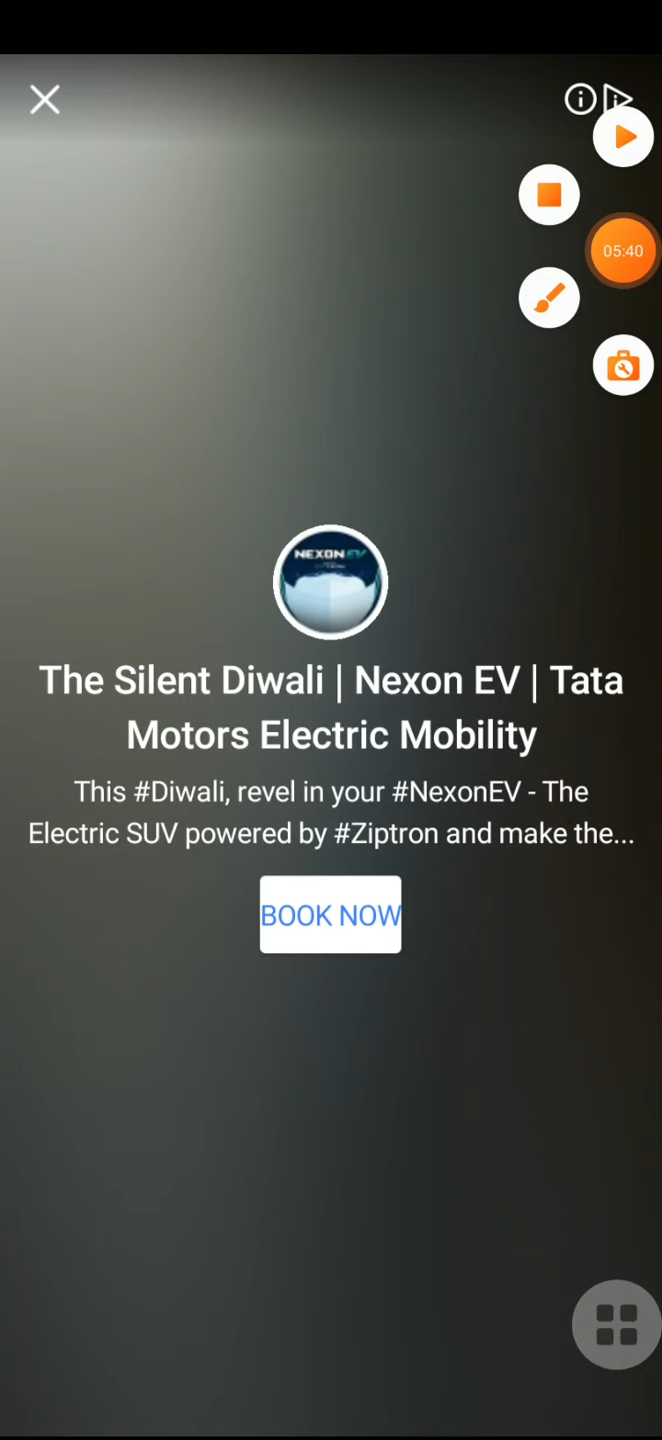 05:40
NEXON EV
The Silent Diwali | Nexon EV | Tata
Motors Electric Mobility
This #Diwali, revel in your #NexonEV - The
Electric SUV powered by #Ziptron and make the...
BOOK NOW